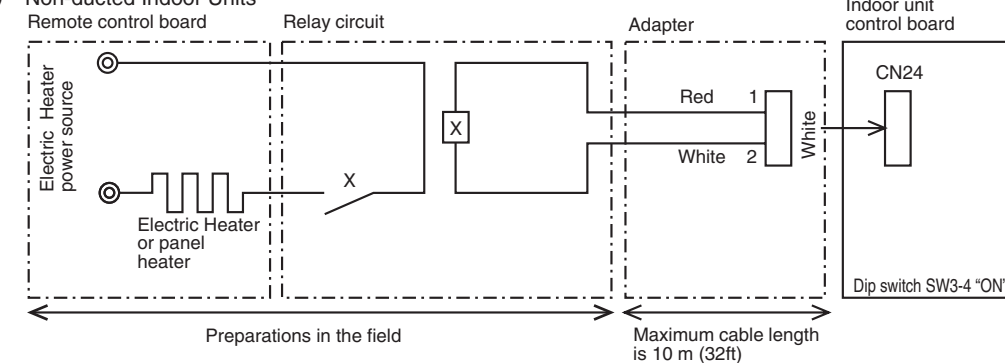 Non-ducted Indoor Units
Remote control board
Relay circuit
Adapter
Indoor unit
control board
Electric Heater
power source
Electric Heater
or panel
heater
X
X
Red 1
White 2
White
CN24
Dip switch SW3-4 “ON”
Preparations in the field
Maximum cable length
is 10 m (32ft)